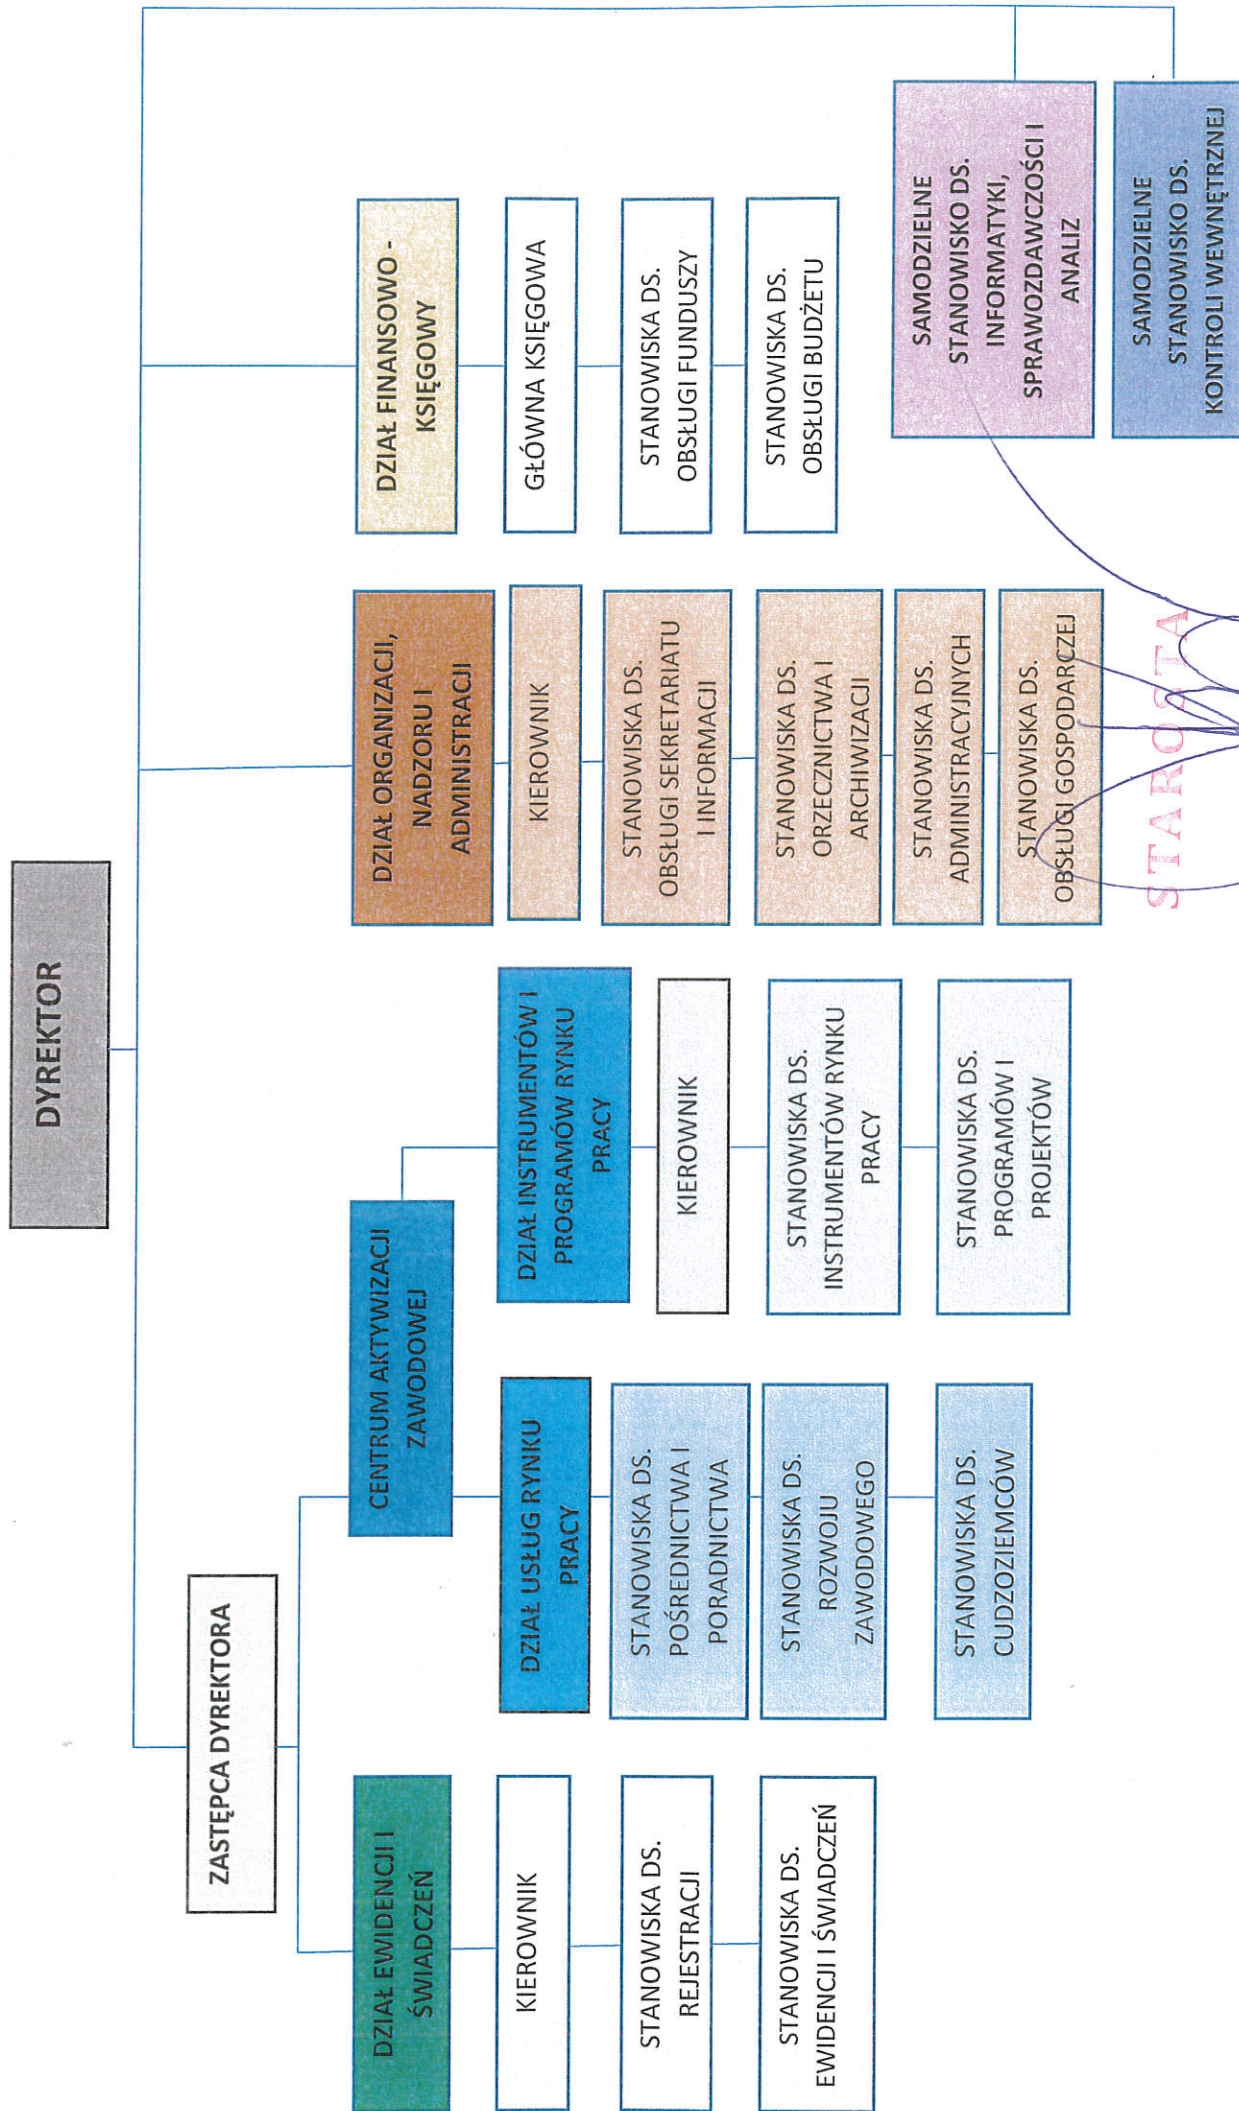 DYREKTOR
ZASTĘPCA DYREKTORA
DZIAŁ EWIDENCJI I
ŚWIADCZEŃ
KIEROWNIK
STANOWISKA DS.
REJESTRACJI
STANOWISKA DS.
EWIDENCJI I ŚWIADCZEŃ
CENTRUM AKTYWIZACJI
ZAWODOWEJ
DZIAŁ USŁUG RYNKU
PRACY
STANOWISKA DS.
POŚREDNICTWA I
PORADNICTWA
STANOWISKA DS.
ROZWOJU
ZAWODOWEGO
STANOWISKA DS.
CUDZOZIEMCÓW
DZIAŁ INSTRUMENTÓW I
PROGRAMÓW RYNKU
PRACY
KIEROWNIK
STANOWISKA DS.
INSTRUMENTÓW RYNKU
PRACY
STANOWISKA DS.
PROGRAMÓW I
PROJEKTÓW
DZIAŁ ORGANIZACJI,
NADZORU I
ADMINISTRACJI
KIEROWNIK
STANOWISKA DS.
OBSŁUGI SEKRETARIATU
I INFORMACJI
STANOWISKA DS.
ORZECZNICTWA I
ARCHIWIZACJI
STANOWISKA DS.
ADMINISTRACYJNYCH
STANOWISKA DS.
OBSŁUGI GOSPODARCZEJ
DZIAŁ FINANSOWO -
KSIĘGOWY
GŁÓWNA KSIĘGOWA
STANOWISKA DS.
OBSŁUGI FUNDUSZY
STANOWISKA DS.
OBSŁUGI BUDŻETU
SAMODZIELNE
STANOWISKO DS.
INFORMATYKI,
SPRAWOZDAWCZOŚCI I
ANALIZ
SAMODZIELNE
STANOWISKO DS.
KONTROLI WEWNĘTRZNEJ
STAROSTA